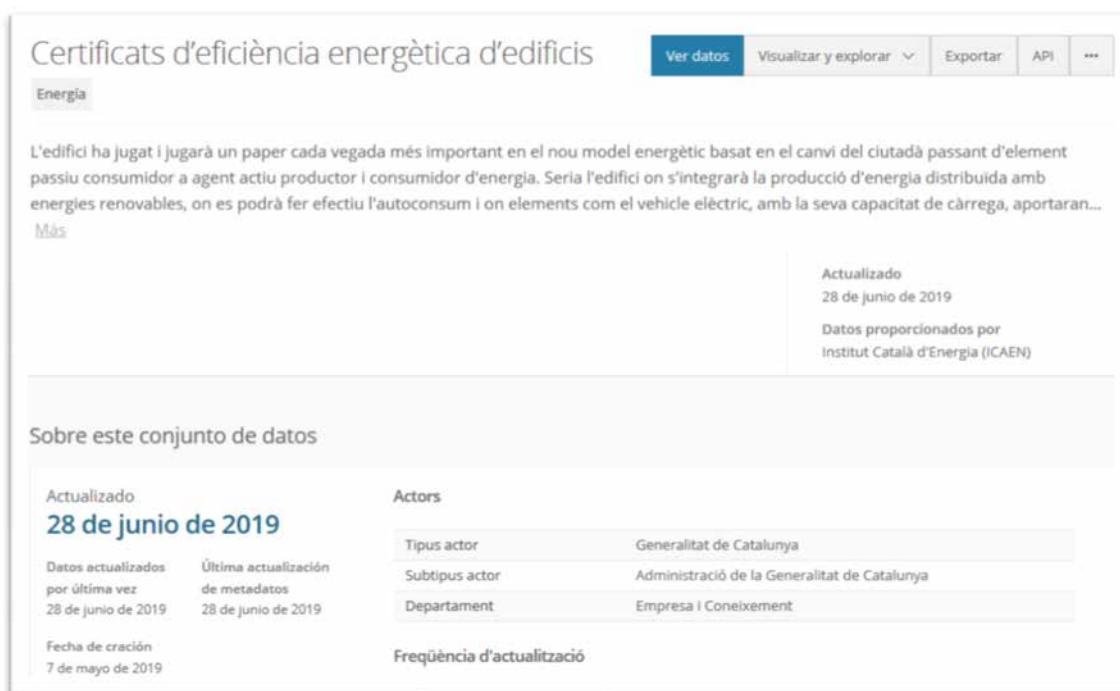 Certificats d'eficiència energètica d'edificis
Ver datos
Visualizar y explorar
Exportar
API
...
Energía
L'edifici ha jugat i jugarà un paper cada vegada més important en el nou model energètic basat en el canvi del ciutadà passant d'element
passiu consumidor a agent actiu productor i consumidor d'energia. Seria l'edifici on s'integrarà la producció d'energia distribuïda amb
energies renovables, on es podrà fer efectiu l'autoconsum i on elements com el vehicle elèctric, amb la seva capacitat de càrrega, aportaran...
Más
Actualizado
28 de junio de 2019
Datos proporcionados por
Institut Català d'Energia (ICAEN)
Sobre este conjunto de datos
Actualizado
28 de junio de 2019
Datos actualizados
por última vez
28 de junio de 2019
Última actualización
de metadatos
28 de junio de 2019
Fecha de cración
7 de mayo de 2019
Actors
Tipus actor Generalitat de Catalunya
Subtipus actor Administració de la Generalitat de Catalunya
Departament Empresa i Coneixement
Freqüència d'actualització